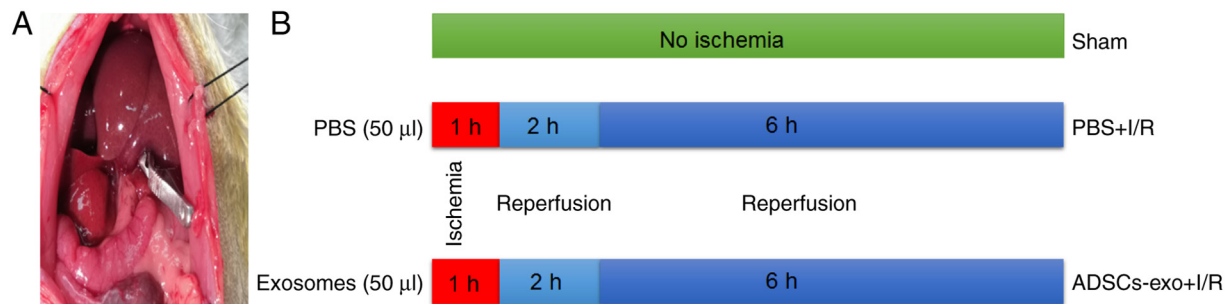 A
B
No ischemia
Sham
PBS (50 µl)
1 h
2 h
6 h
PBS+I/R
Ischemia
Reperfusion
Reperfusion
Exosomes (50 µl)
1 h
2 h
6 h
ADSCs-exo+I/R